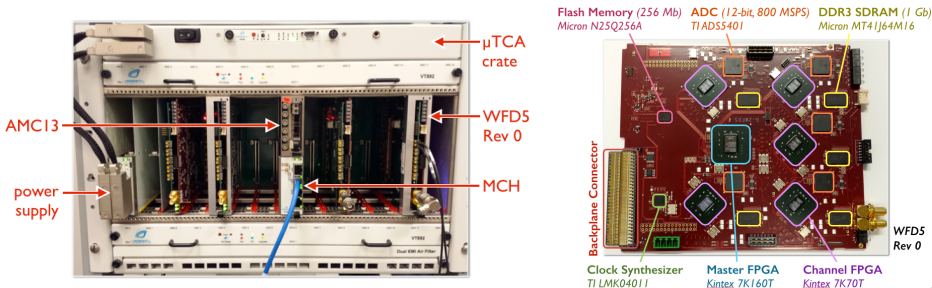 µTCA
crate
VT892
AMC13
WFD5
Rev 0
MCH
power
supply
VT892
Dual EMI Air Filter
Flash Memory (256 Mb)
Micron N25Q256A
ADC (12-bit, 800 MSPS)
TI ADS5401
DDR3 SDRAM (1 Gb)
Micron MT41J64M16
Backplane Connector
WFD5
Rev 0
Clock Synthesizer
TI LMK04011
Master FPGA
Kintex 7K160T
Channel FPGA
Kintex 7K70T